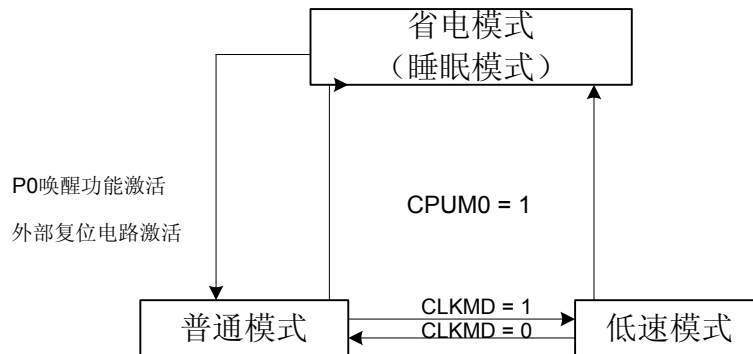 省电模式
（睡眠模式）
P0唤醒功能激活
外部复位电路激活
CPUM0 = 1
CLKMD = 1
CLKMD = 0
普通模式
低速模式